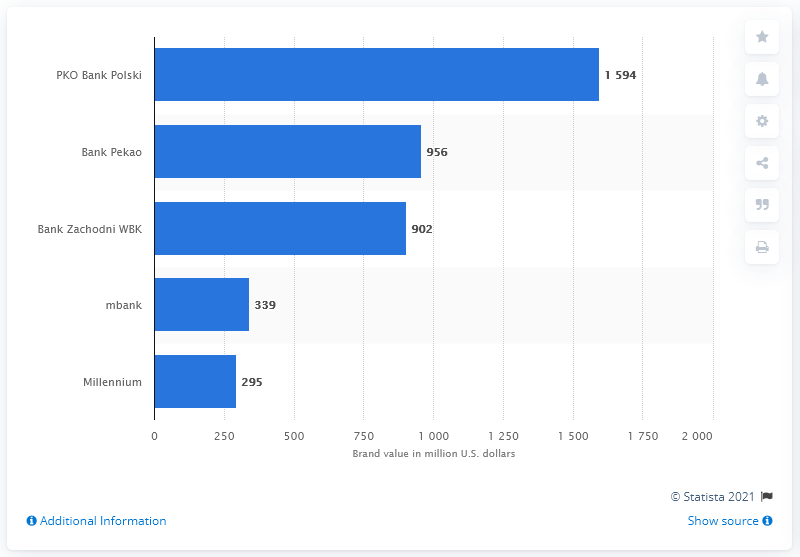 PKO Bank Polski
1 594
Bank Pekao
956
Bank Zachodni WBK
902
mbank
339
Millennium
295
0 250 500 750 1 000 1 250 1 500 1 750 2 000
Brand value in million U.S. dollars
© Statista 2021
Additional Information
Show source